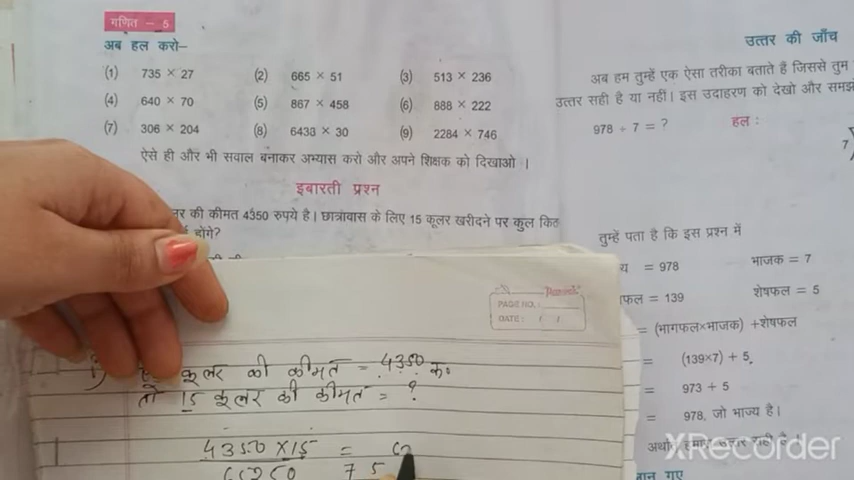 गणित – 5
अब हल करो–
(1) 735 × 27 (2) 665 × 51 (3) 513 × 236
(4) 640 × 70 (5) 867 × 458 (6) 888 × 222
(7) 306 × 204 (8) 6433 × 30 (9) 2284 × 746
ऐसे ही और भी सवाल बनाकर अभ्यास करो और अपने शिक्षक को दिखाओ ।
इबारती प्रश्न
की कीमत 4350 रुपये है। छात्रावास के लिए 15 कूलर खरीदने पर कुल
होगे?
PAGE NO.:
DATE: / /
कूलर की कीमत = 4350 रू०
तो 15 कूलर की कीमत = ?
4350 × 15 =
उत्तर की जाँच
अब हम तुम्हें एक ऐसा तरीका बताते हैं जिससे तुम
उत्तर सही है या नहीं। इस उदाहरण को देखो और
978 ÷ 7 = ? हल :
7
तुम्हें पता है कि इस प्रश्न में
= 978 भाजक = 7
= 139 शेषफल = 5
= (भागफल×भाजक) +शेषफल
= (139×7) + 5
= 973 + 5
= 978, जो भाज्य है।
XRecorder